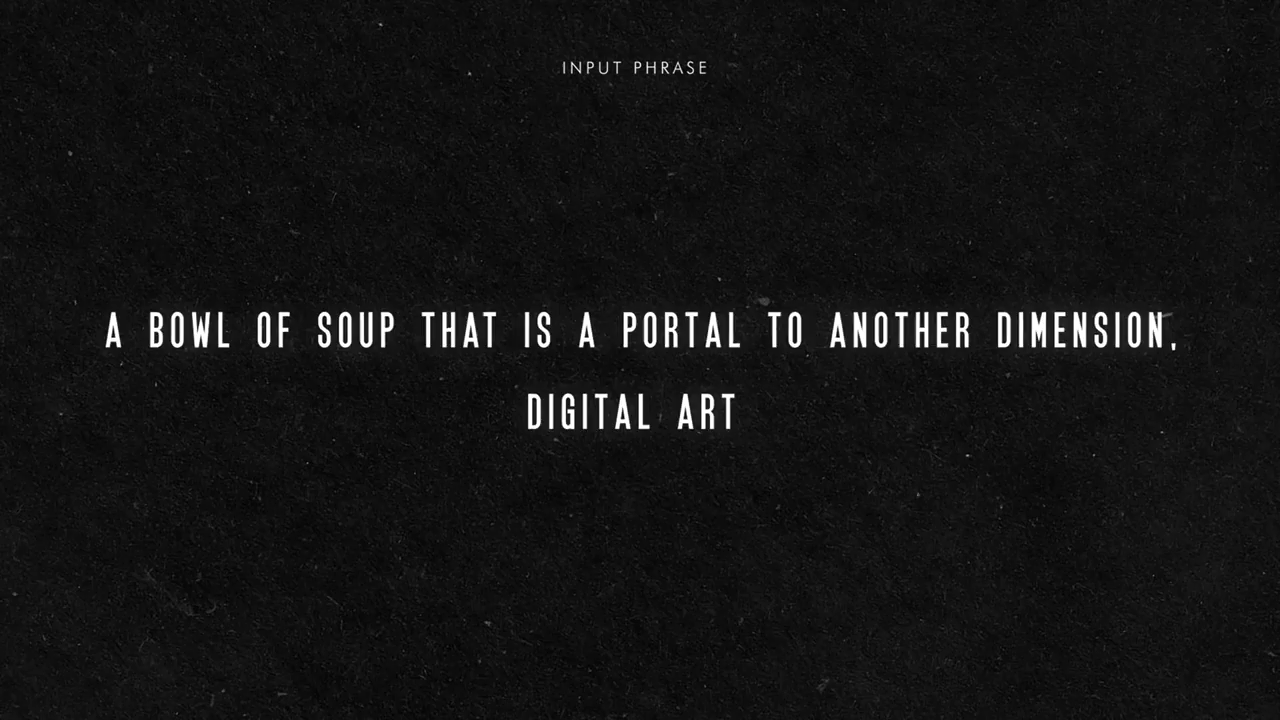 INPUT PHRASE
A BOWL OF SOUP THAT IS A PORTAL TO ANOTHER DIMENSION,
DIGITAL ART